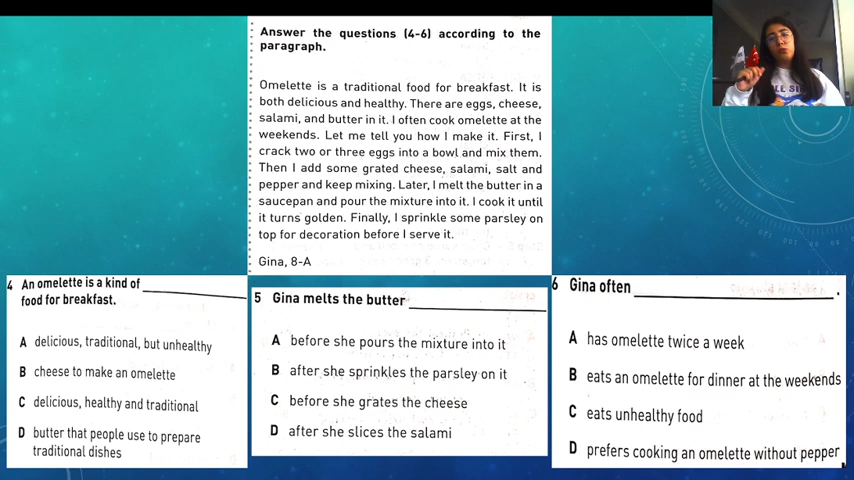 Answer the questions (4-6) according to the
paragraph.
Omelette is a traditional food for breakfast. It is
both delicious and healthy. There are eggs, cheese,
salami, and butter in it. I often cook omelette at the
weekends. Let me tell you how I make it. First, I
crack two or three eggs into a bowl and mix them.
Then I add some grated cheese, salami, salt and
pepper and keep mixing. Later, I melt the butter in a
saucepan and pour the mixture into it. I cook it until
it turns golden. Finally, I sprinkle some parsley on
top for decoration before I serve it.
Gina, 8-A
4 An omelette is a kind of ____________
food for breakfast.
A delicious, traditional, but unhealthy
B cheese to make an omelette
C delicious, healthy and traditional
D butter that people use to prepare
traditional dishes
5 Gina melts the butter ____________
A before she pours the mixture into it
B after she sprinkles the parsley on it
C before she grates the cheese
D after she slices the salami
6 Gina often ____________.
A has omelette twice a week
B eats an omelette for dinner at the weekends
C eats unhealthy food
D prefers cooking an omelette without pepper